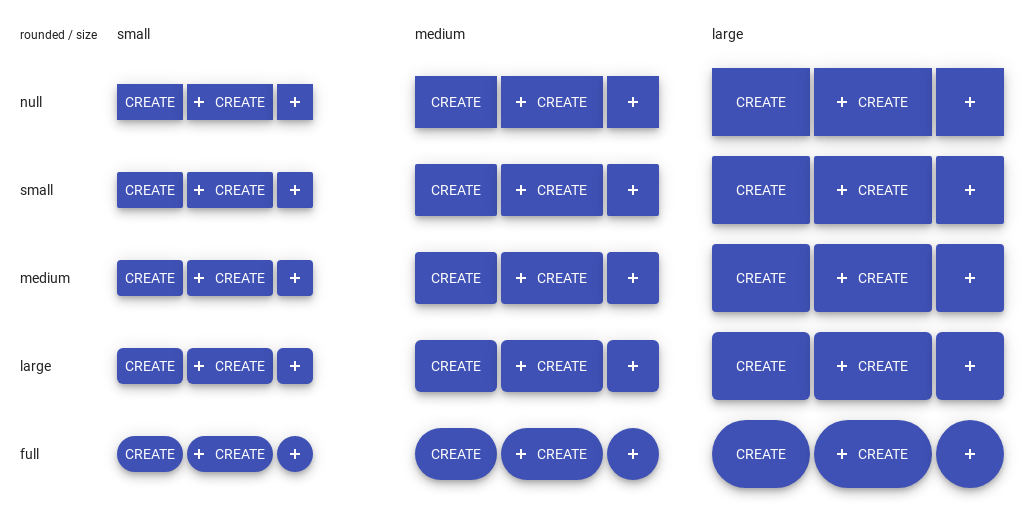 rounded / size small medium large
null CREATE + CREATE + CREATE + CREATE + CREATE + CREATE +
small CREATE + CREATE + CREATE + CREATE + CREATE + CREATE +
medium CREATE + CREATE + CREATE + CREATE + CREATE + CREATE +
large CREATE + CREATE + CREATE + CREATE + CREATE + CREATE +
full CREATE + CREATE + CREATE + CREATE + CREATE + CREATE +